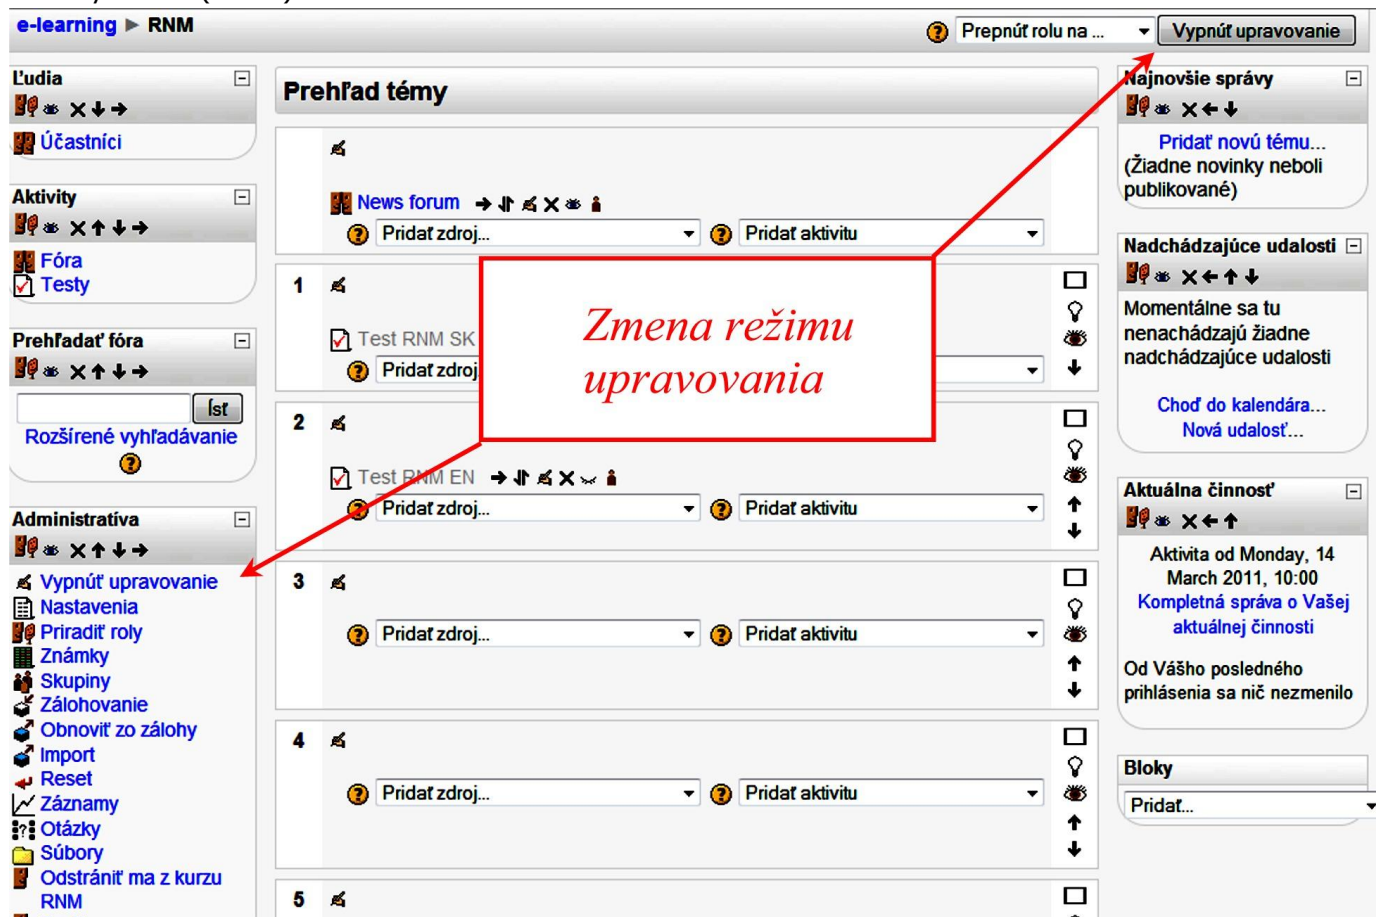 e-learning ► RNM
Prepnúť rolu na ...
Vypnúť upravovanie
Ľudia
Účastníci
Aktivity
Fóra
Testy
Prehľadať fóra
Ísť
Rozšírené vyhľadávanie
Administratíva
Vypnúť upravovanie
Nastavenia
Priradiť roly
Známky
Skupiny
Zálohovanie
Obnoviť zo zálohy
Import
Reset
Záznamy
Otázky
Súbory
Odstrániť ma z kurzu
RNM
Prehľad témy
News forum
Pridať zdroj...
Pridať aktivitu
1
Test RNM SK
Pridať zdroj
Zmena režimu
upravovania
2
Test RNM EN
Pridať zdroj...
Pridať aktivitu
3
Pridať zdroj...
Pridať aktivitu
4
Pridať zdroj...
Pridať aktivitu
5
Najnovšie správy
Pridať novú tému...
(Žiadne novinky neboli
publikované)
Nadchádzajúce udalosti
Momentálne sa tu
nenachádzajú žiadne
nadchádzajúce udalosti
Choď do kalendára...
Nová udalosť...
Aktuálna činnosť
Aktivita od Monday, 14
March 2011, 10:00
Kompletná správa o Vašej
aktuálnej činnosti
Od Vášho posledného
prihlásenia sa nič nezmenilo
Bloky
Pridať...